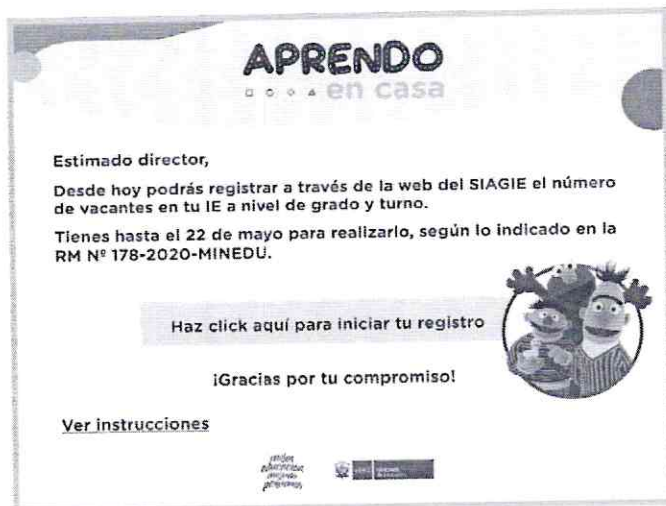 APRENDO
en casa
Estimado director,
Desde hoy podrás registrar a través de la web del SIAGIE el número
de vacantes en tu IE a nivel de grado y turno.
Tienes hasta el 22 de mayo para realizarlo, según lo indicado en la
RM Nº 178-2020-MINEDU.
Haz click aquí para iniciar tu registro
¡Gracias por tu compromiso!
Ver instrucciones